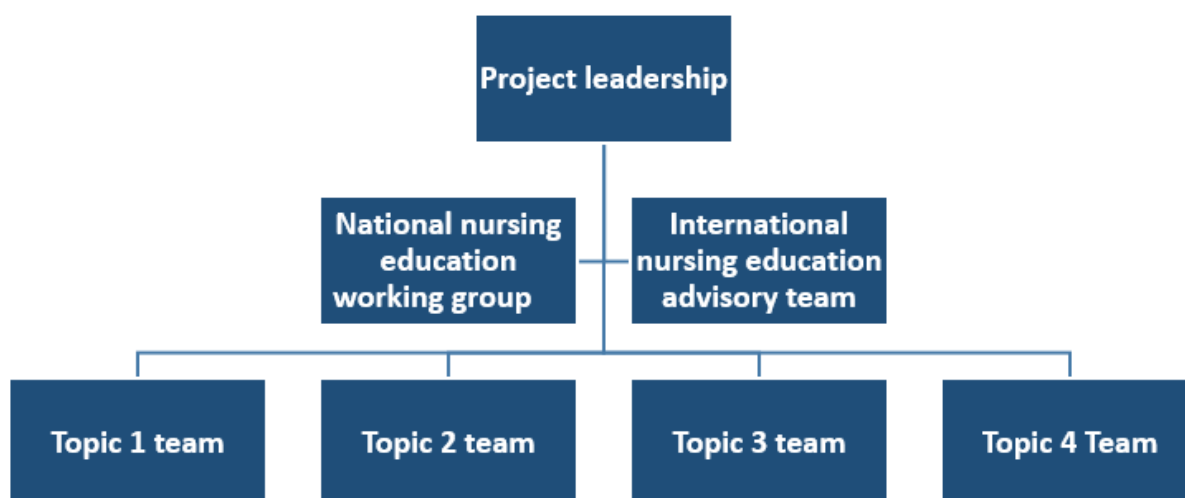 Project leadership
National nursing
education
working group
International
nursing education
advisory team
Topic 1 team
Topic 2 team
Topic 3 team
Topic 4 Team